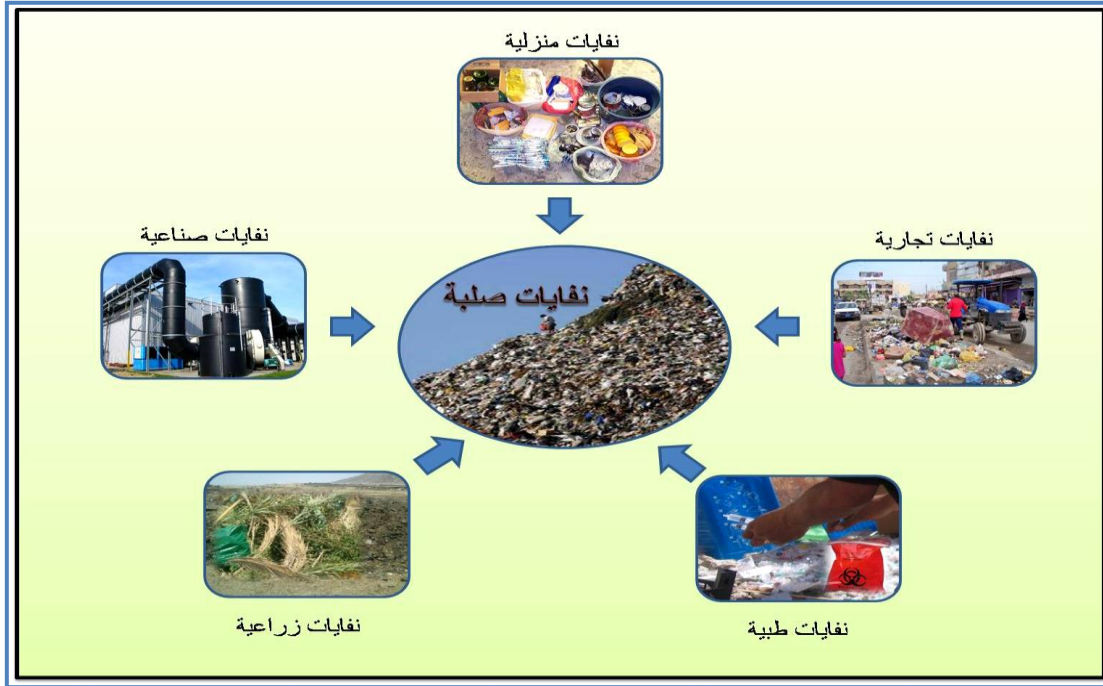 نفايات منزلية
نفايات تجارية
نفايات صناعية
نفايات صلبة
نفايات طبية
نفايات زراعية